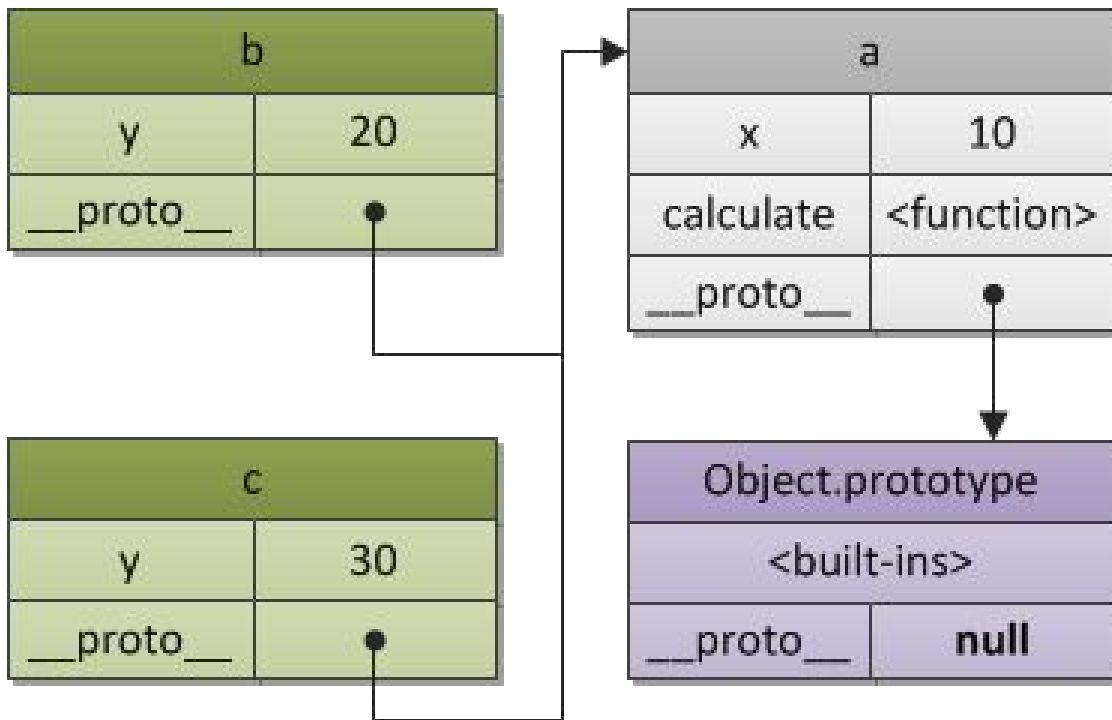 b
y 20
__proto__
a
x 10
calculate <function>
__proto__
c
y 30
__proto__
Object.prototype
<built-ins>
__proto__ null